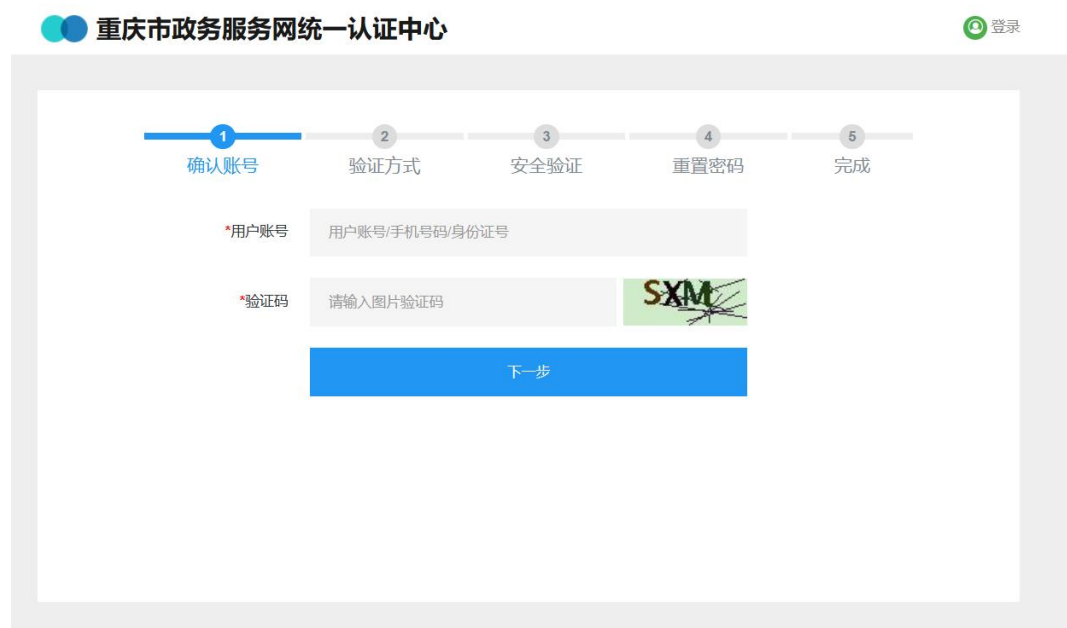 重庆市政务服务网统一认证中心
登录
1 2 3 4 5
确认账号 验证方式 安全验证 重置密码 完成
*用户账号 用户账号/手机号码/身份证号
*验证码 请输入图片验证码 SXM
下一步